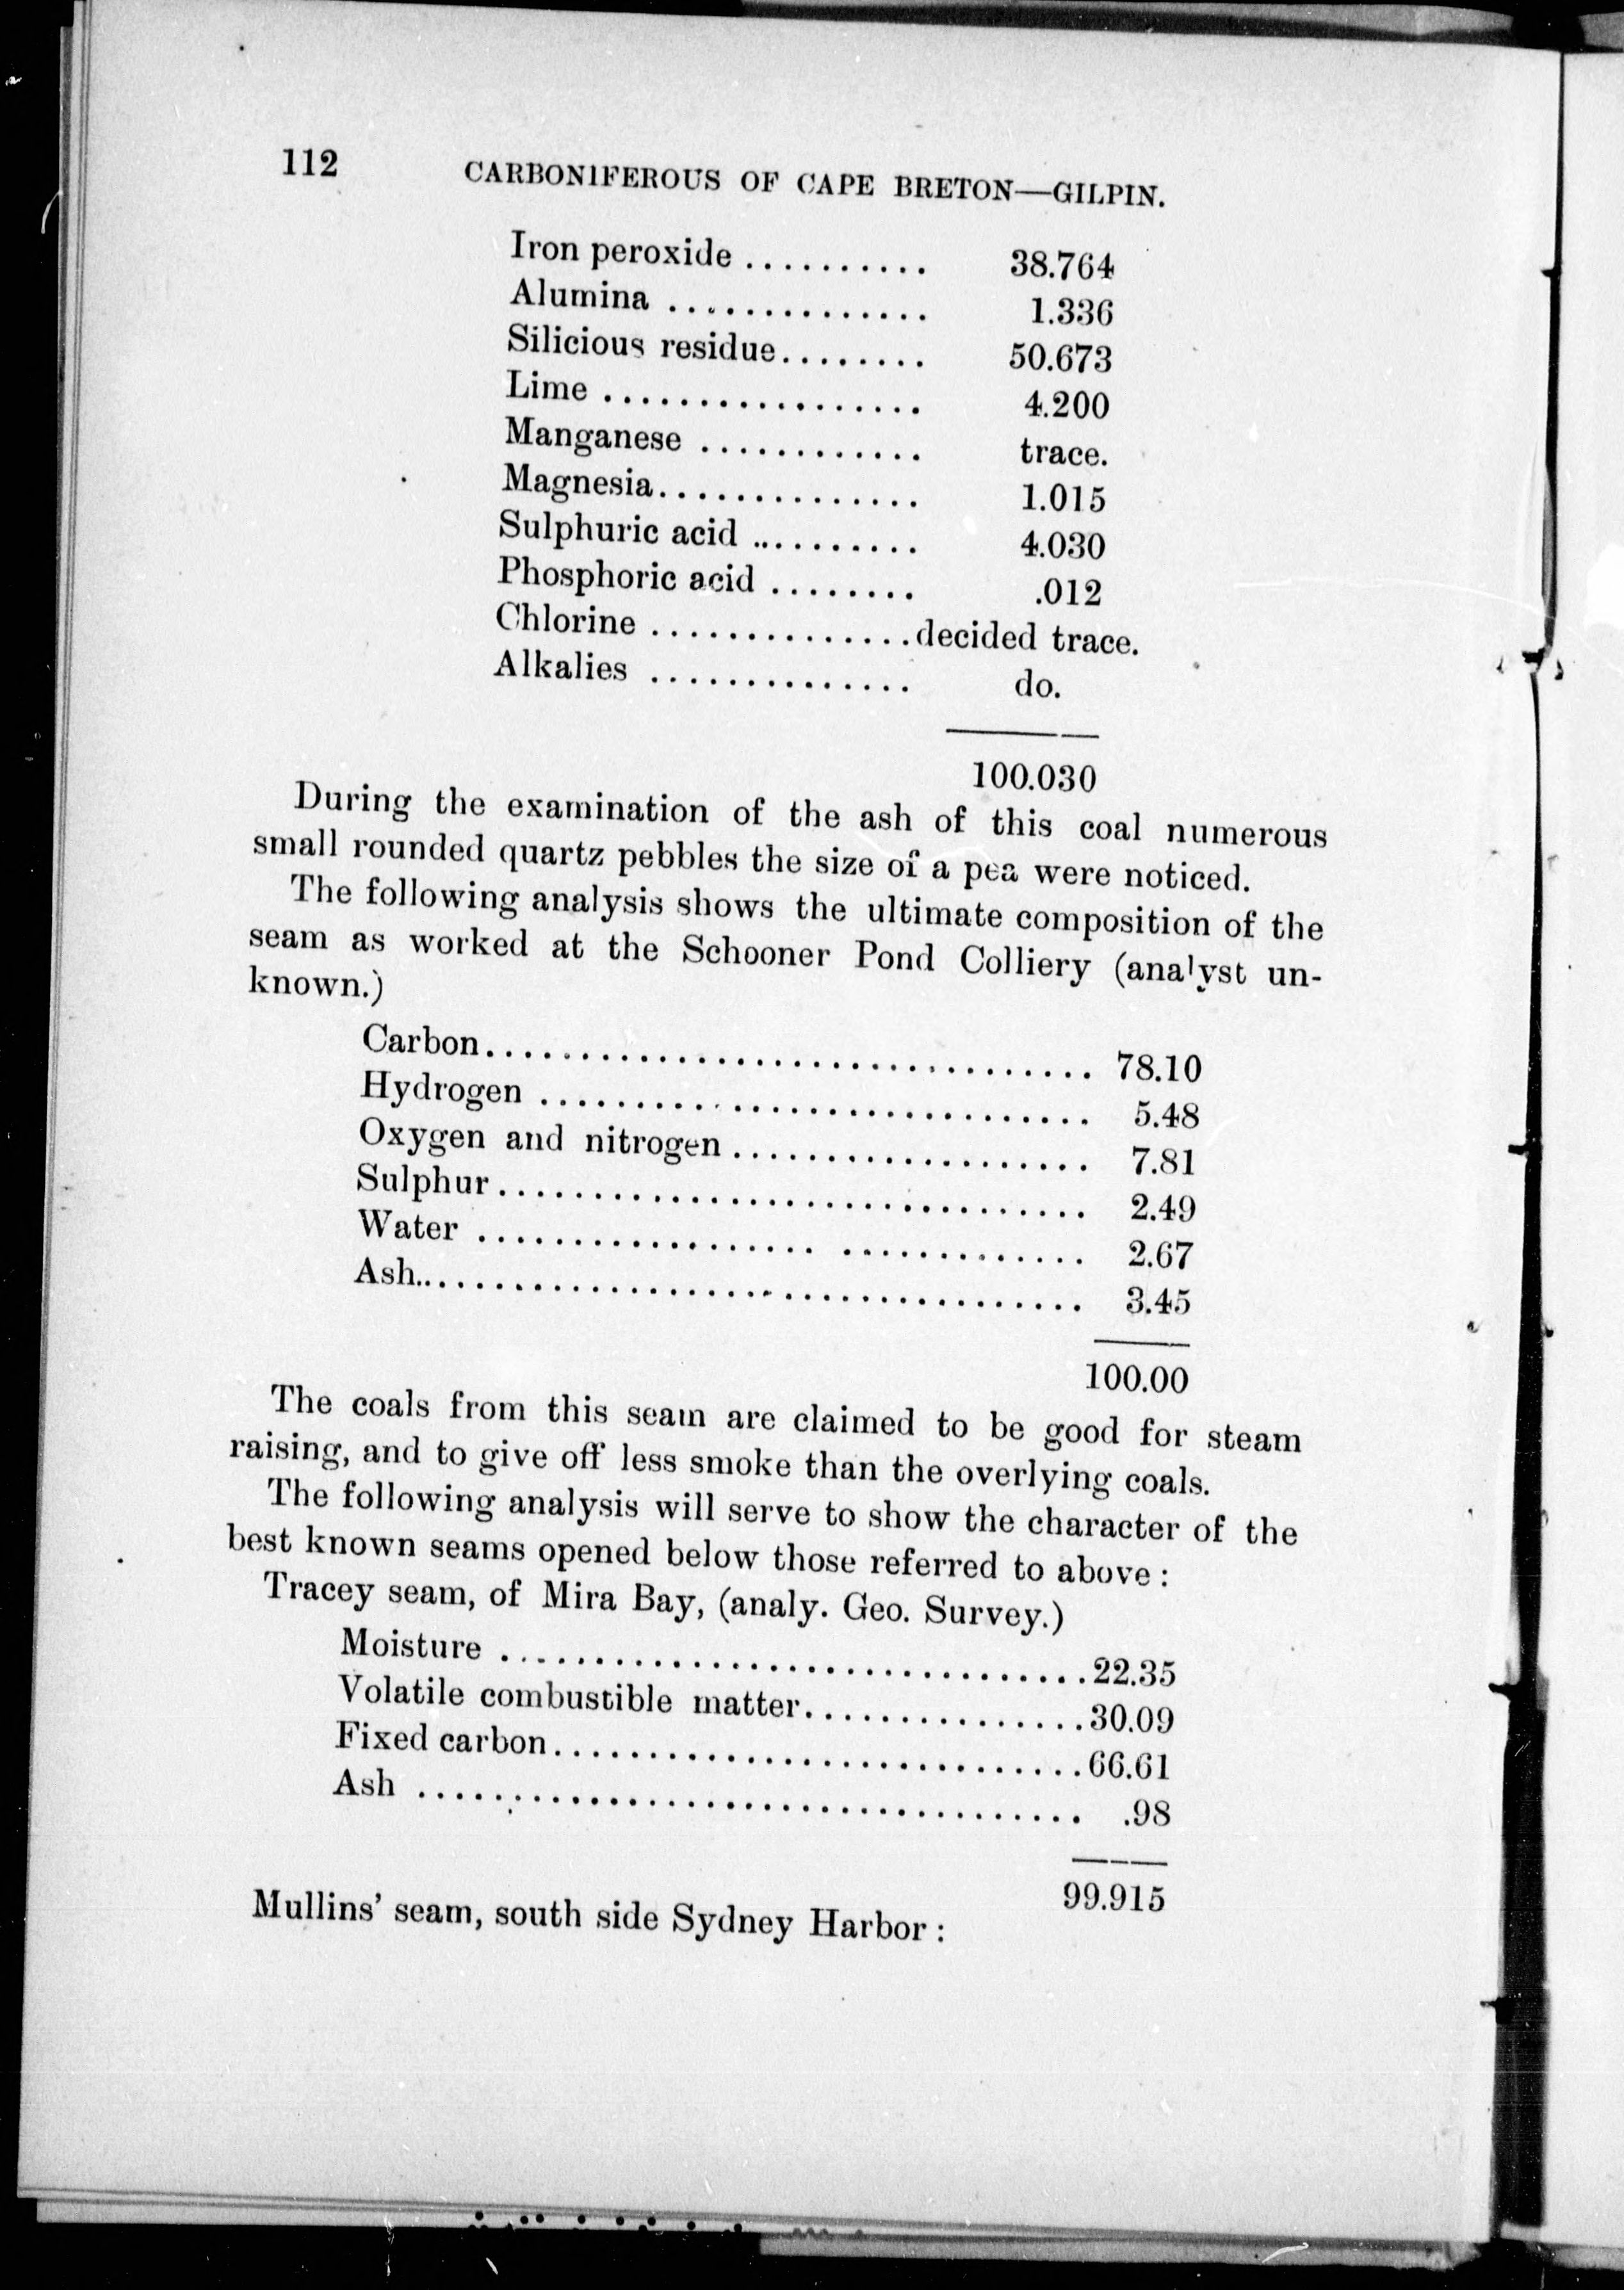 112 CARBONIFEROUS OF CAPE BRETON—GILPIN.
Iron peroxide .......... 38.764
Alumina .............. 1.336
Silicious residue........ 50.673
Lime ................. 4.200
Manganese ............ trace.
Magnesia.............. 1.015
Sulphuric acid .......... 4.030
Phosphoric acid ........ .012
Chlorine ..............decided trace.
Alkalies .............. do.
100.030
During the examination of the ash of this coal numerous
small rounded quartz pebbles the size of a pea were noticed.
The following analysis shows the ultimate composition of the
seam as worked at the Schooner Pond Colliery (analyst un-
known.)
Carbon................................ 78.10
Hydrogen ............................. 5.48
Oxygen and nitrogen................... 7.81
Sulphur............................... 2.49
Water ................................ 2.67
Ash................................... 3.45
100.00
The coals from this seam are claimed to be good for steam
raising, and to give off less smoke than the overlying coals.
The following analysis will serve to show the character of the
best known seams opened below those referred to above :
Tracey seam, of Mira Bay, (analy. Geo. Survey.)
Moisture ...............................22.35
Volatile combustible matter...............30.09
Fixed carbon............................66.61
Ash ................................... .98
99.915
Mullins' seam, south side Sydney Harbor :